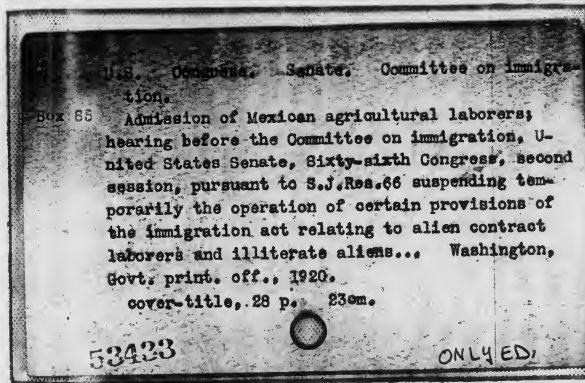 U.S. Congress. Senate. Committee on immigra-
tion.
Box 85 Admission of Mexican agricultural laborers;
hearing before the Committee on immigration, U-
nited States Senate, Sixty-sixth Congress, second
session, pursuant to S.J.Res.66 suspending tem-
porarily the operation of certain provisions of
the immigration act relating to alien contract
laborers and illiterate aliens... Washington,
Govt. print. off., 1920.
cover-title, 28 p. 23cm.
53433
ONLY ED.